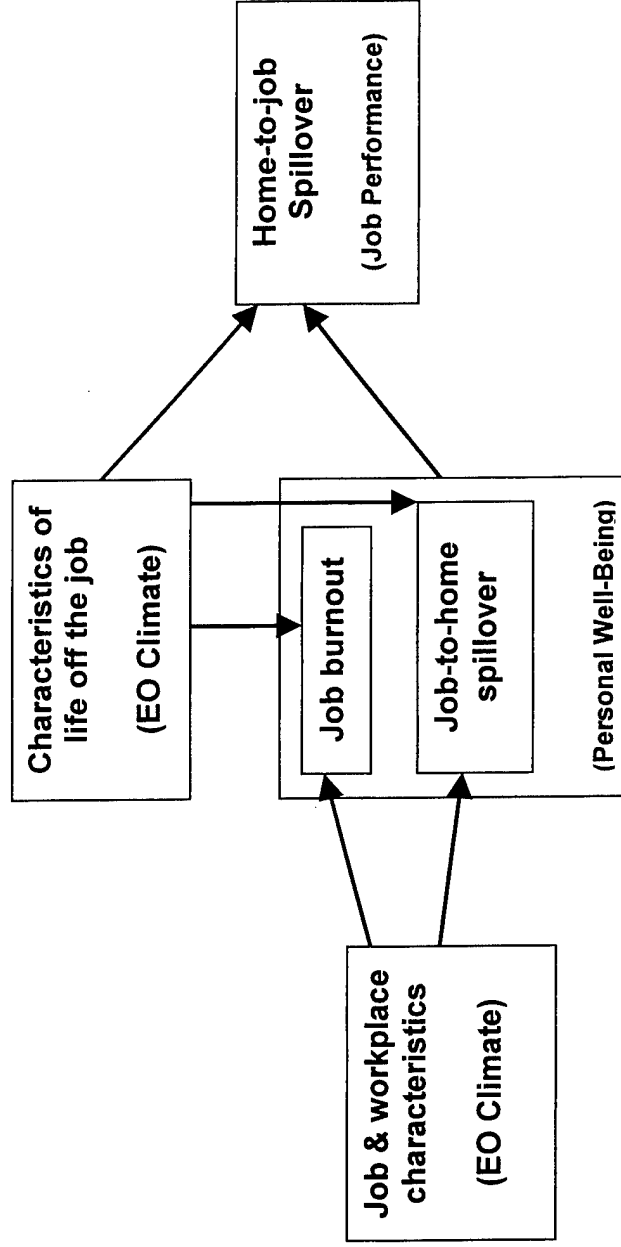 Characteristics of
life off the job
(EO Climate)
Job & workplace
characteristics
(EO Climate)
Job burnout
Job-to-home
spillover
(Personal Well-Being)
Home-to-job
Spillover
(Job Performance)